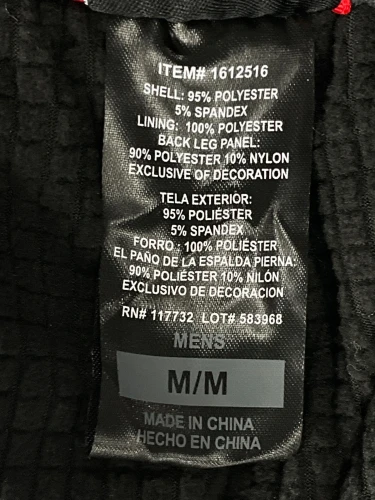 ITEM# 1612516
SHELL: 95% POLYESTER
5% SPANDEX
LINING: 100% POLYESTER
BACK LEG PANEL:
90% POLYESTER 10% NYLON
EXCLUSIVE OF DECORATION
TELA EXTERIOR:
95% POLIÉSTER
5% SPANDEX
FORRO : 100% POLIÉSTER
EL PAÑO DE LA ESPALDA PIERNA:
90% POLIÉSTER 10% NILÓN
EXCLUSIVO DE DECORACION
RN# 117732 LOT# 583968
MENS
M/M
MADE IN CHINA
HECHO EN CHINA